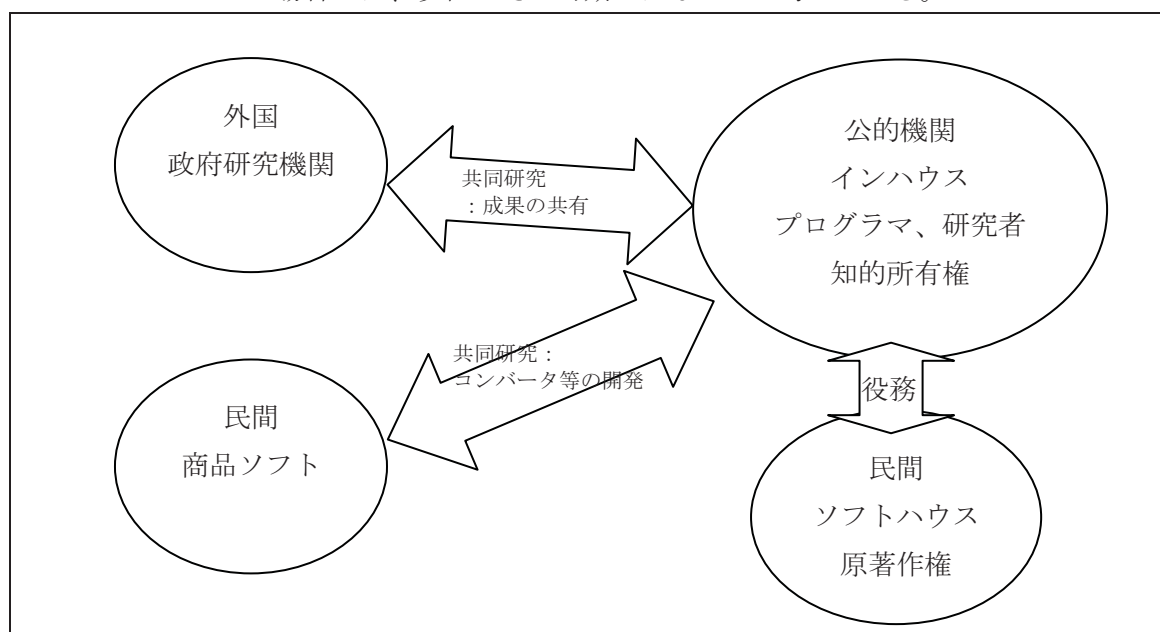 外国
政府研究機関
共同研究
：成果の共有
公的機関
インハウス
プログラマ、研究者
知的所有権
共同研究：
コンバータ等の開発
民間
商品ソフト
役務
民間
ソフトハウス
原著作権